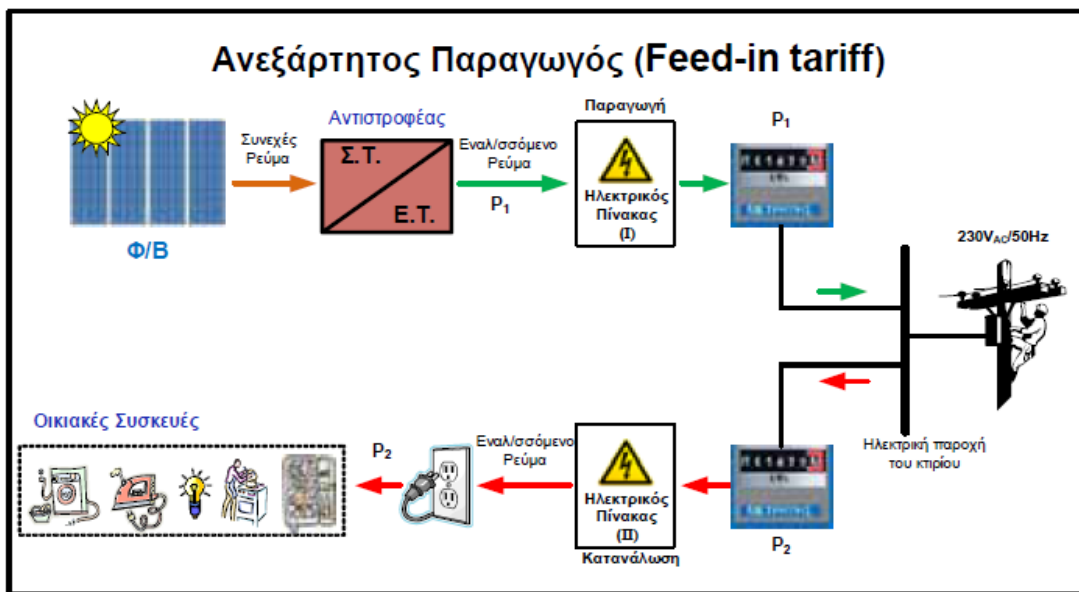 Ανεξάρτητος Παραγωγός (Feed-in tariff)
Συνεχές
Ρεύμα
Αντιστροφέας
Σ.Τ.
Ε.Τ.
Εναλ/σσόμενο
Ρεύμα
P₁
Παραγωγή
Ηλεκτρικός
Πίνακας
(I)
P₁
Φ/Β
230VAC/50Hz
Ηλεκτρική παροχή
του κτιρίου
Οικιακές Συσκευές
P₂
Εναλ/σσόμενο
Ρεύμα
Ηλεκτρικός
Πίνακας
(II)
Κατανάλωση
P₂